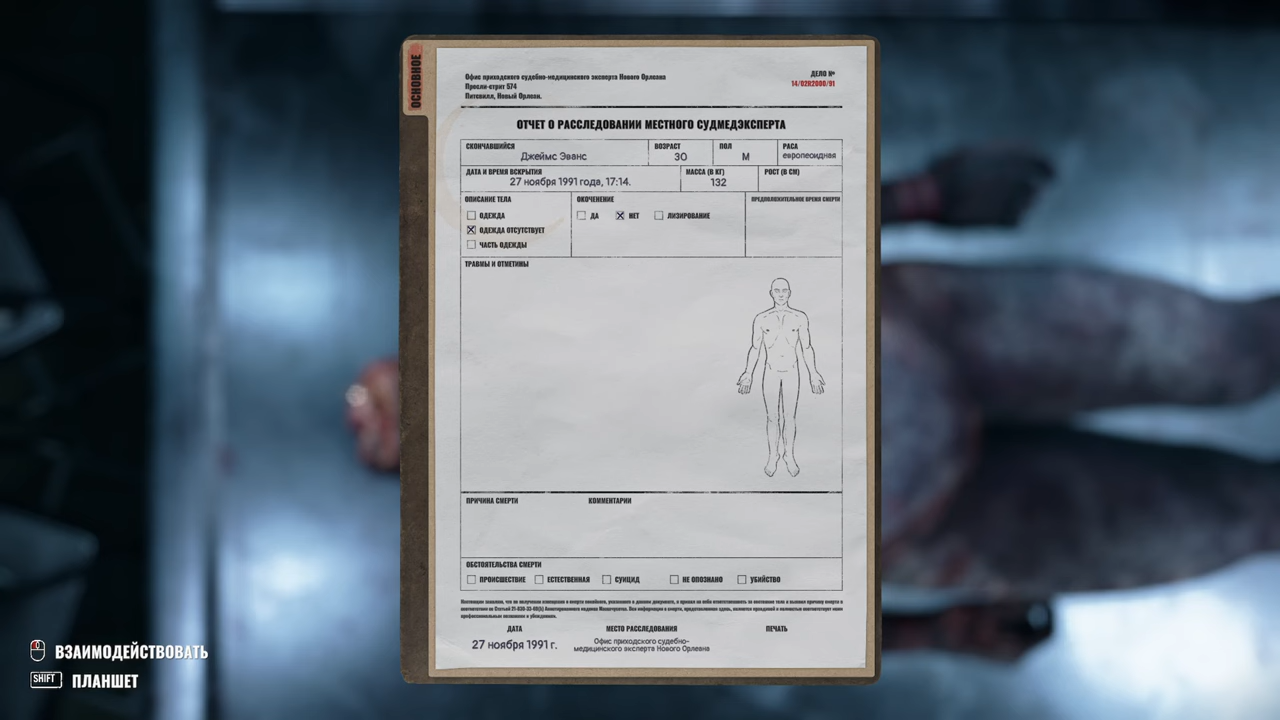 ОСНОВНОЕ
Офис приходского судебно-медицинского эксперта Нового Орлеана
Пресли-стрит 574
Питсвилл, Новый Орлеан.
ДЕЛО №
14/02R2000/91
ОТЧЕТ О РАССЛЕДОВАНИИ МЕСТНОГО СУДМЕДЭКСПЕРТА
СКОНЧАВШИЙСЯ ВОЗРАСТ ПОЛ РАСА
Джеймс Эванс 30 М европеоидная
ДАТА И ВРЕМЯ ВСКРЫТИЯ МАССА (В КГ) РОСТ (В СМ)
27 ноября 1991 года, 17:14. 132
ОПИСАНИЕ ТЕЛА ОКОЧЕНЕНИЕ ПРЕДПОЛОЖИТЕЛЬНОЕ ВРЕМЯ СМЕРТИ
ОДЕЖДА ДА НЕТ ЛИЗИРОВАНИЕ
ОДЕЖДА ОТСУТСТВУЕТ
ЧАСТЬ ОДЕЖДЫ
ТРАВМЫ И ОТМЕТИНЫ
ПРИЧИНА СМЕРТИ КОММЕНТАРИИ
ОБСТОЯТЕЛЬСТВА СМЕРТИ
ПРОИСШЕСТВИЕ ЕСТЕСТВЕННАЯ СУИЦИД НЕ ОПОЗНАНО УБИЙСТВО
ДАТА МЕСТО РАССЛЕДОВАНИЯ ПЕЧАТЬ
27 ноября 1991 г. Офис приходского судебно-
медицинского эксперта Нового Орлеана
ВЗАИМОДЕЙСТВОВАТЬ
SHIFT ПЛАНШЕТ